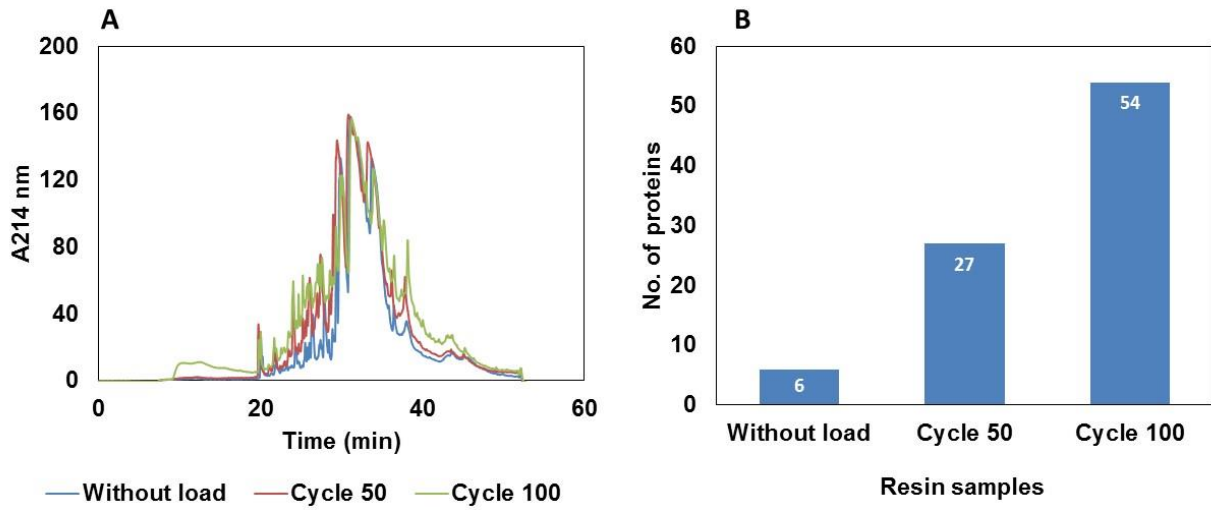 A
200
160
120
80
40
0
A214 nm
0 20 40 60
Time (min)
Without load Cycle 50 Cycle 100
B
60
50
40
30
20
10
0
No. of proteins
6 27 54
Without load Cycle 50 Cycle 100
Resin samples